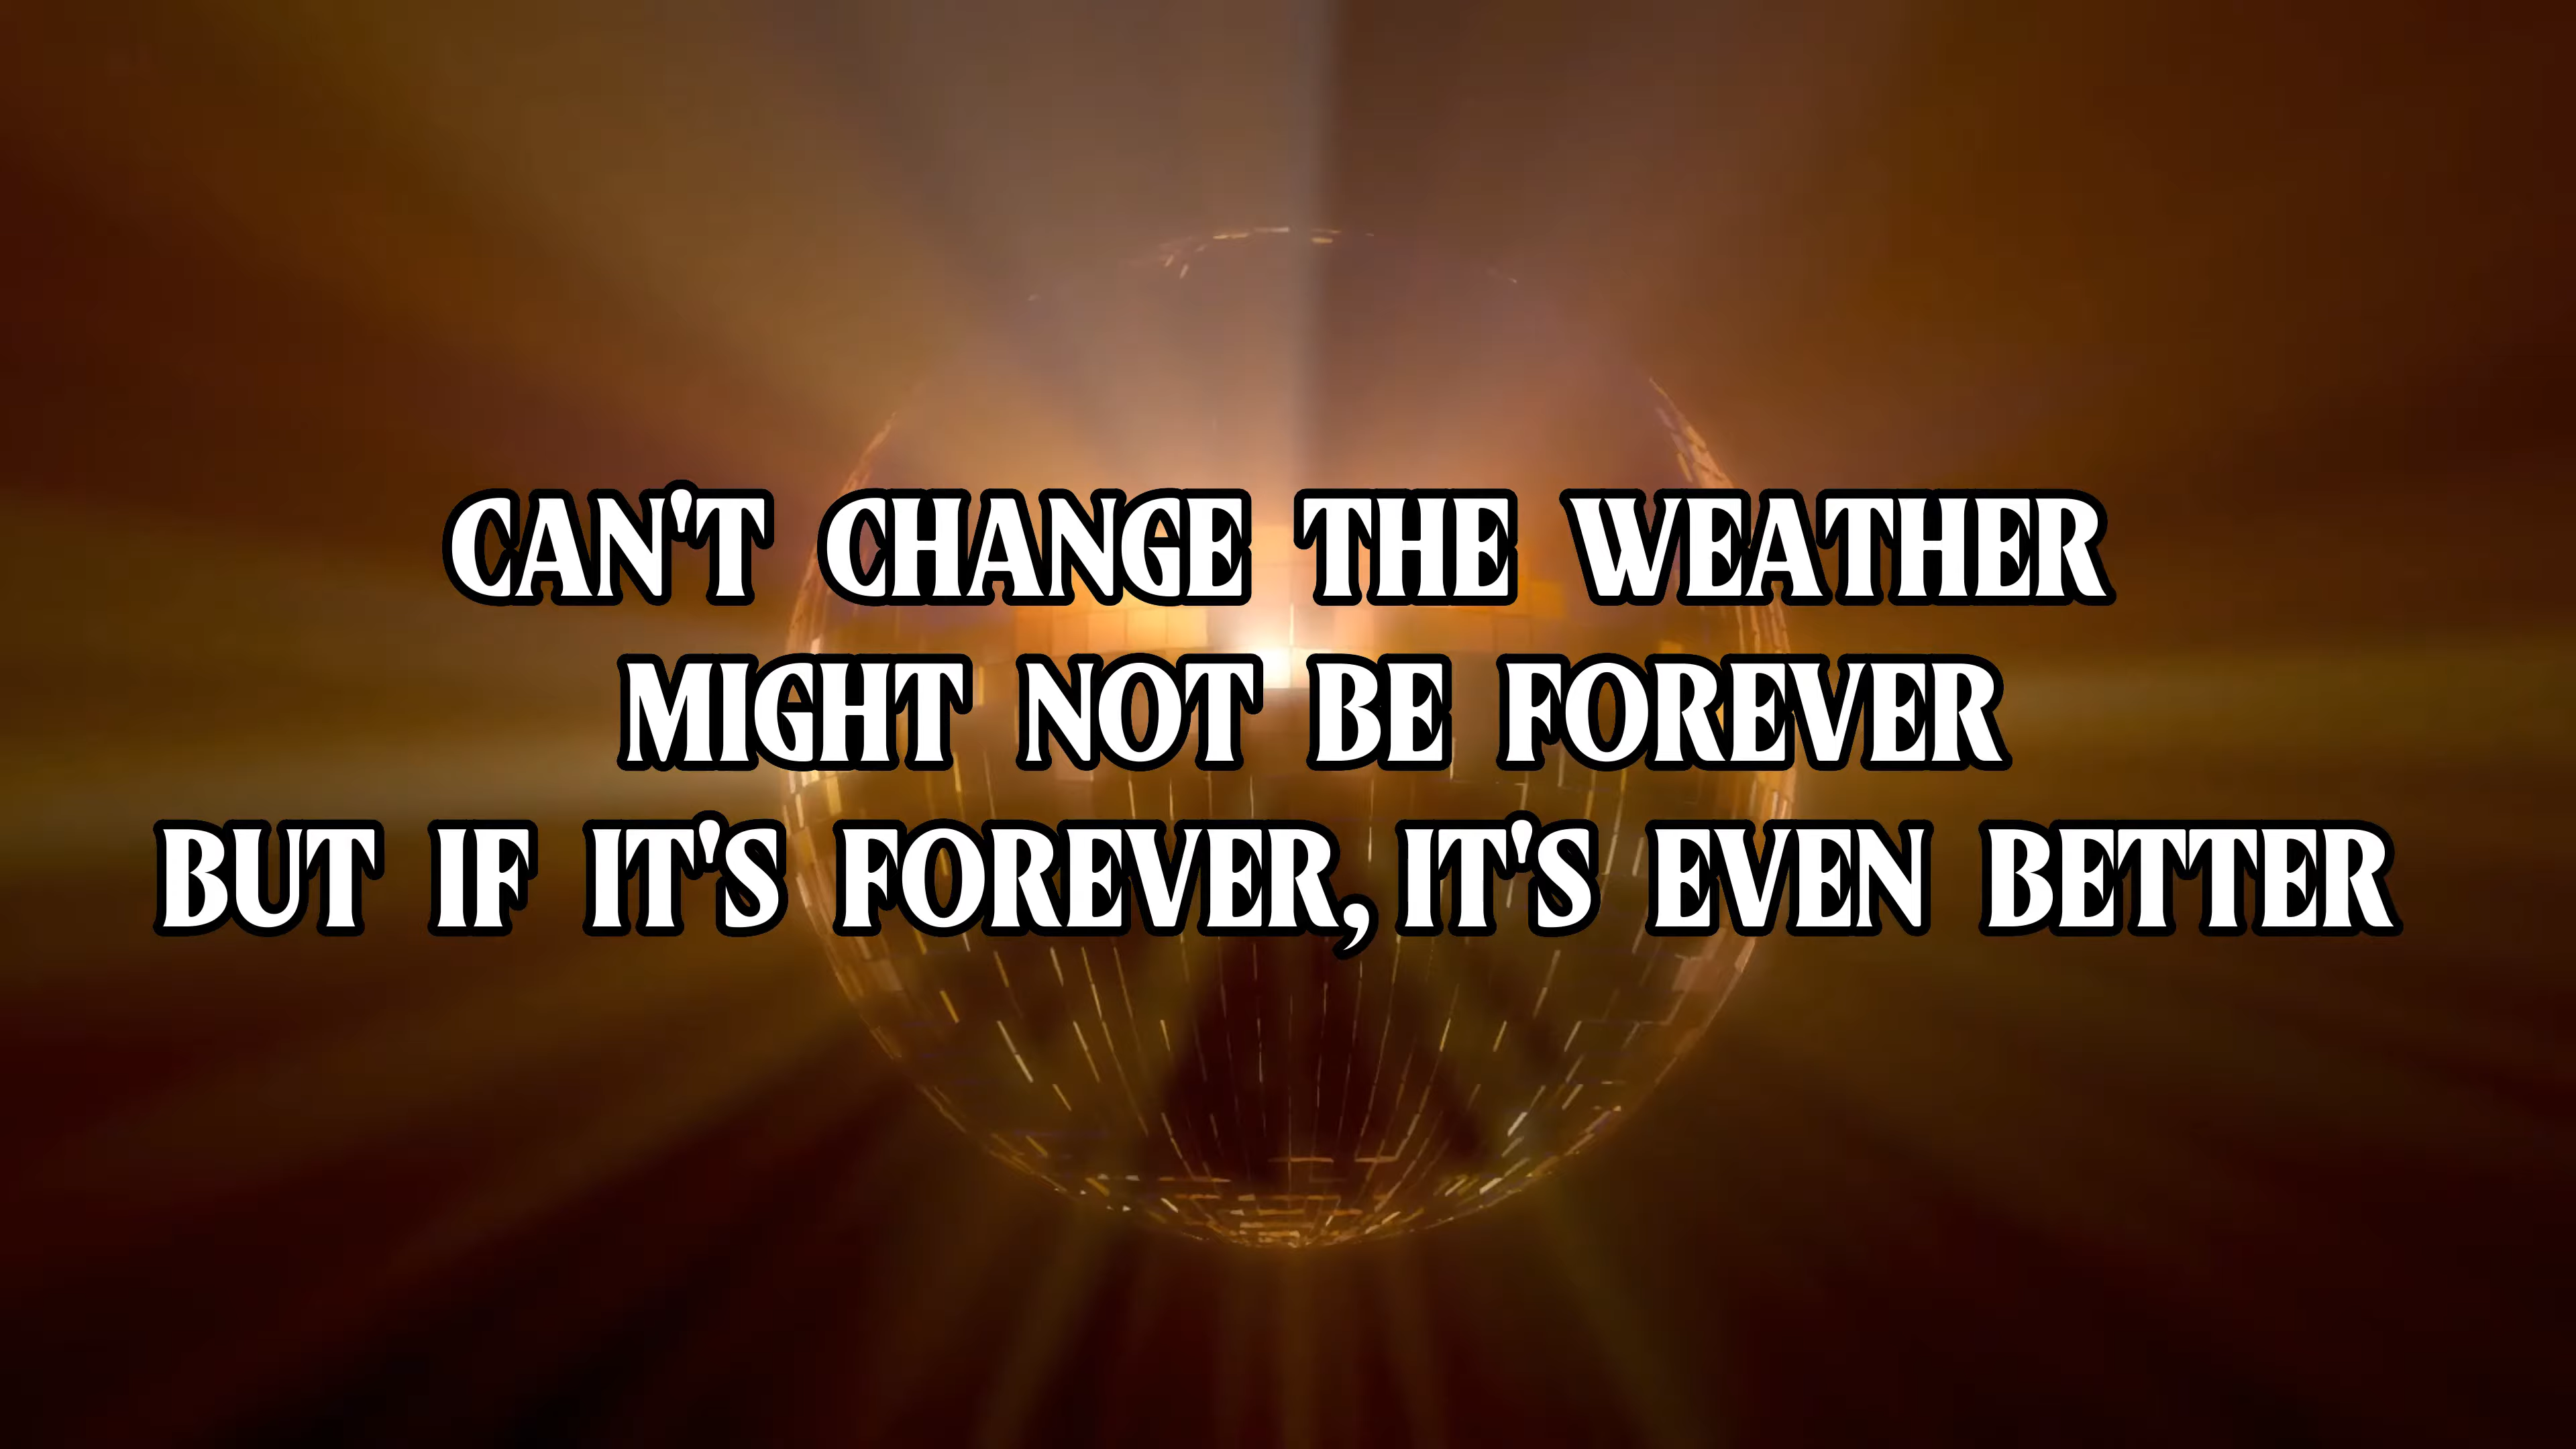 CAN'T CHANGE THE WEATHER
MIGHT NOT BE FOREVER
BUT IF IT'S FOREVER, IT'S EVEN BETTER